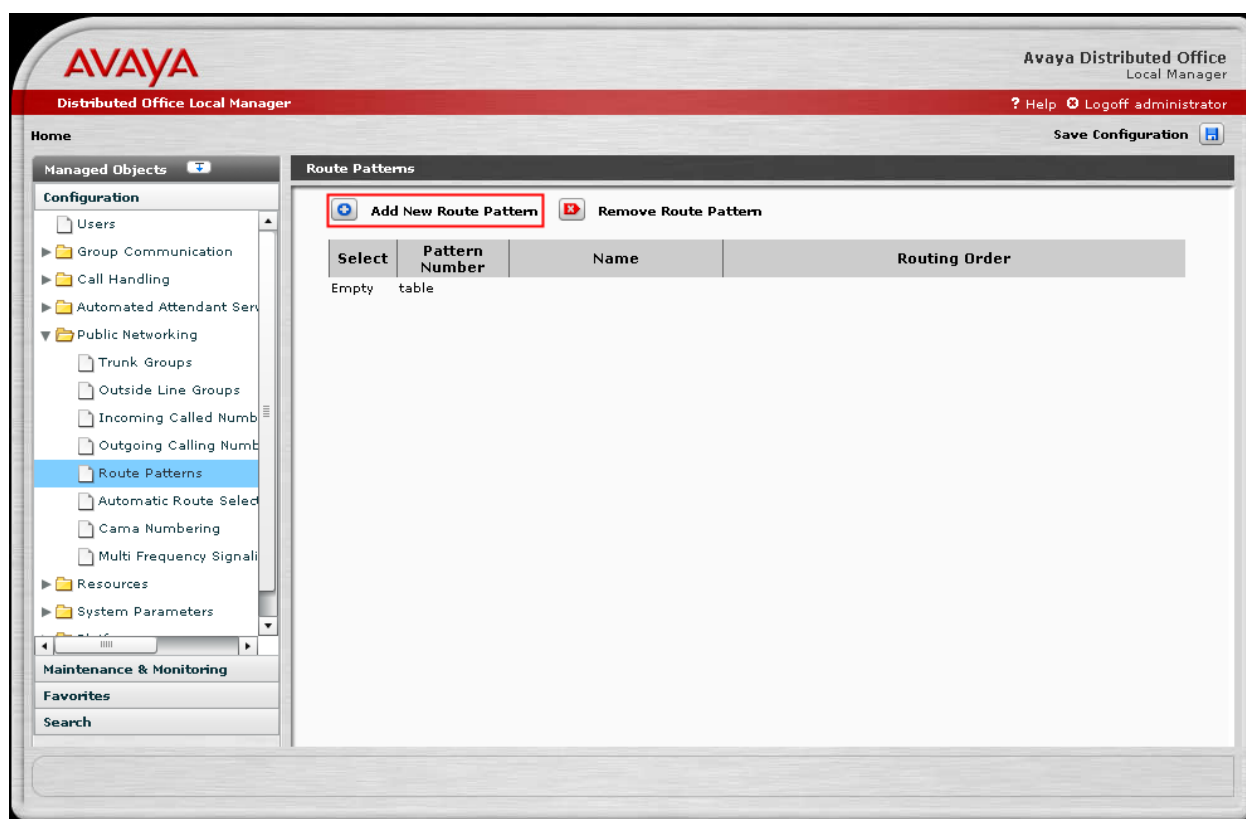 AVAYA
Avaya Distributed Office
Local Manager
Distributed Office Local Manager
? Help Logoff administrator
Home
Save Configuration
Managed Objects
Route Patterns
Configuration
Users
Group Communication
Call Handling
Automated Attendant Serv
Public Networking
Trunk Groups
Outside Line Groups
Incoming Called Numb
Outgoing Calling Numb
Route Patterns
Automatic Route Select
Cama Numbering
Multi Frequency Signali
Resources
System Parameters
Maintenance & Monitoring
Favorites
Search
Add New Route Pattern
Remove Route Pattern
Select Pattern Number Name Routing Order
Empty table